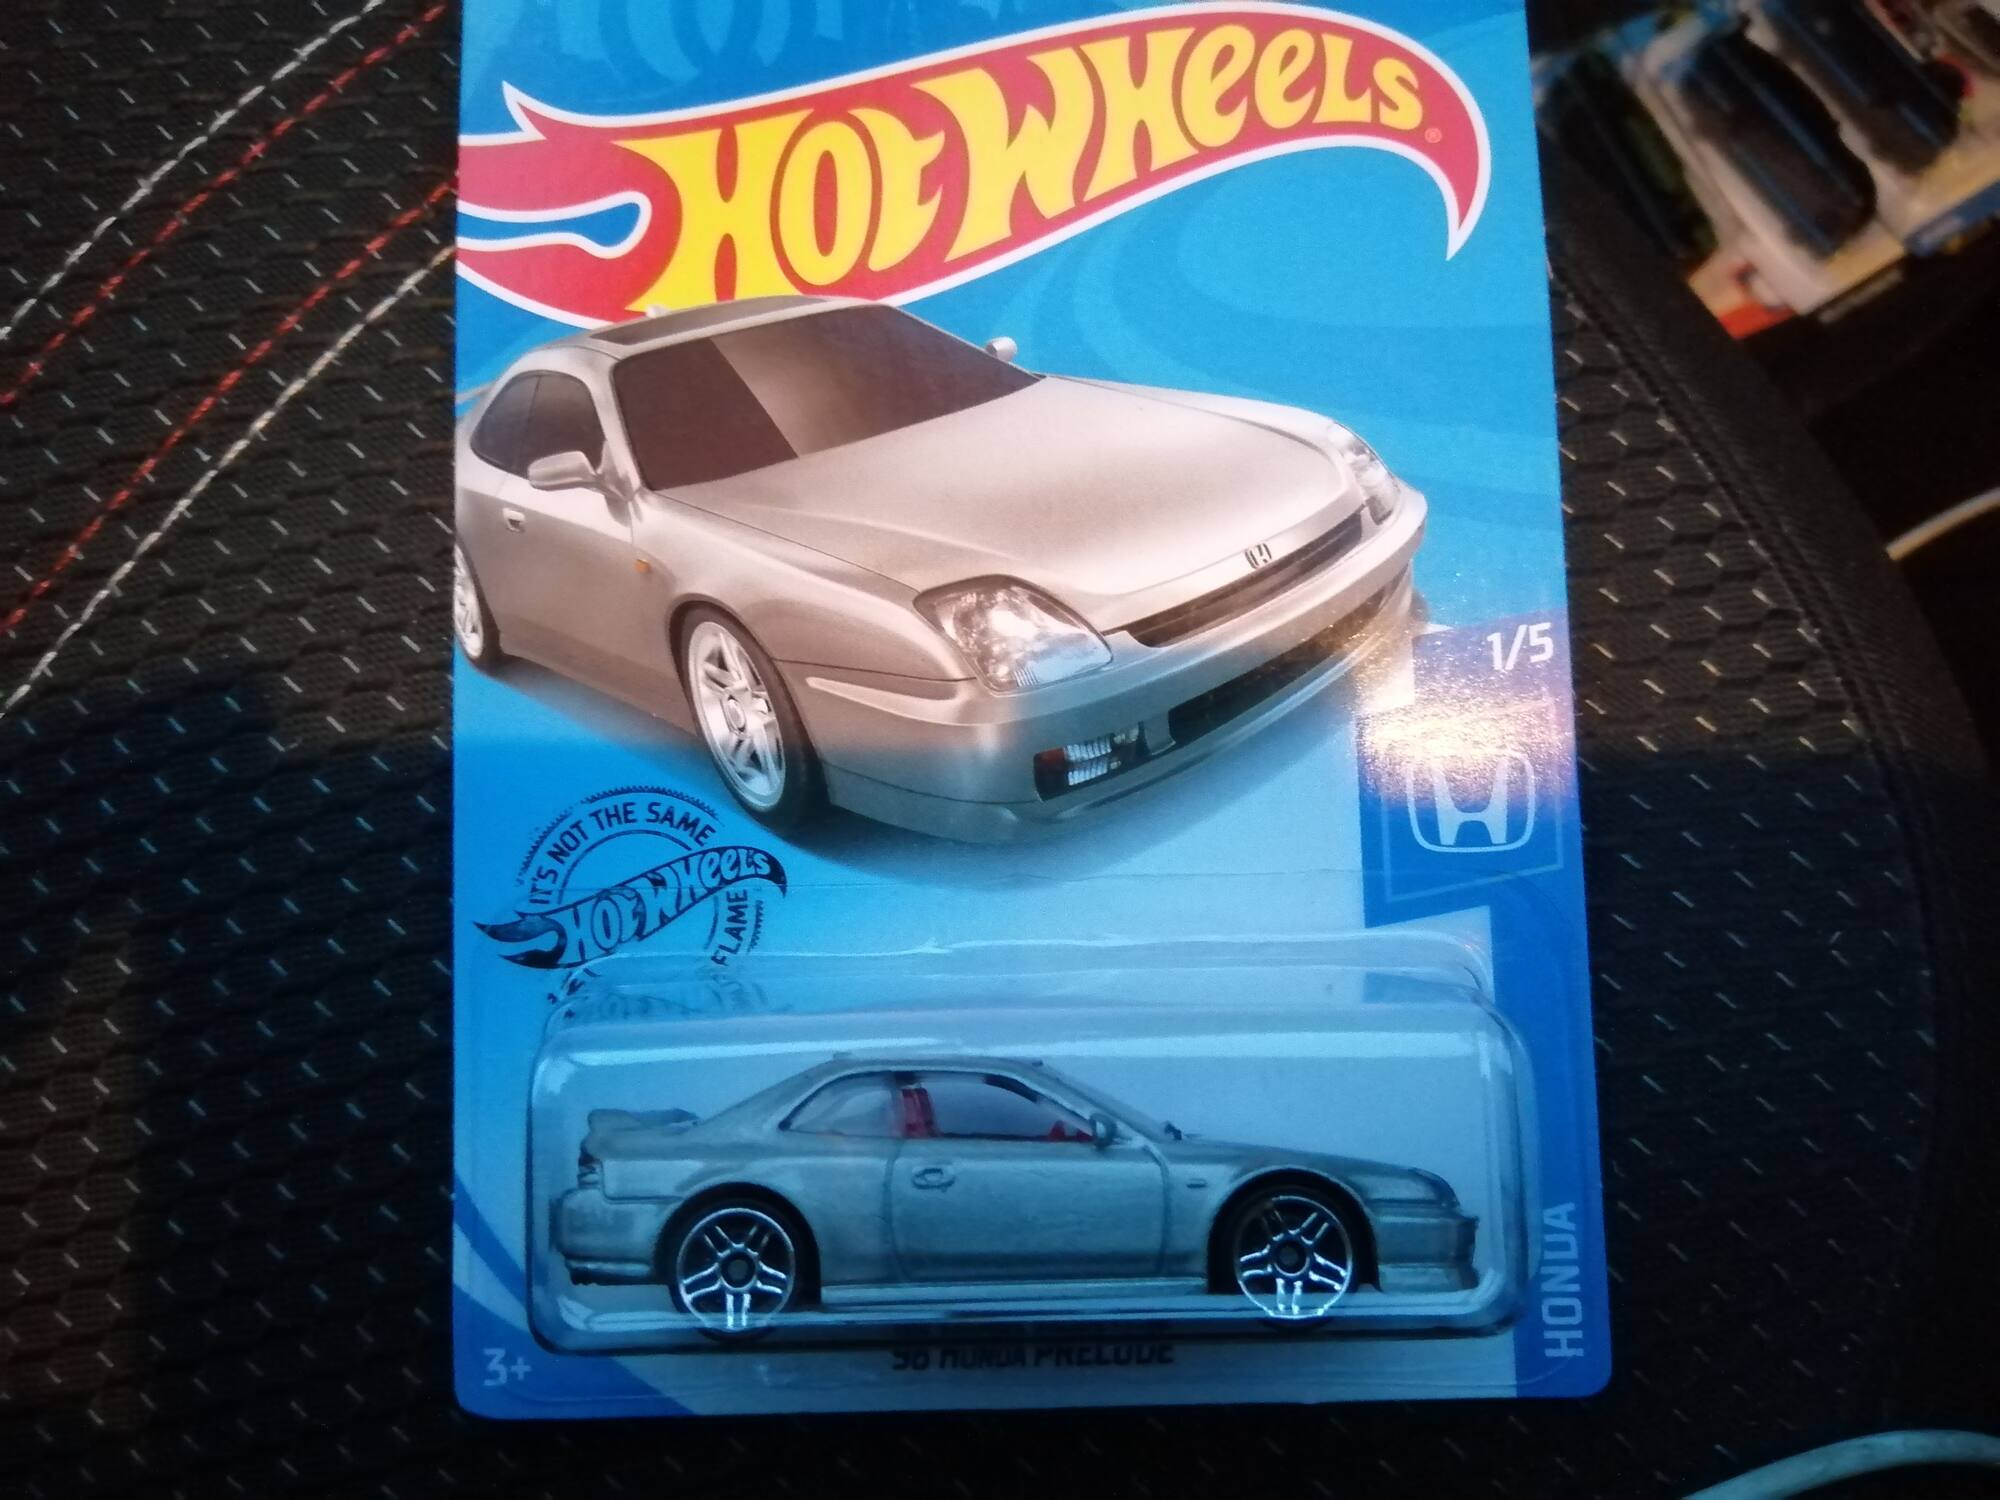 HOT WHEELS®
1/5
IT'S NOT THE SAME
HOT WHEELS
FLAME
HONDA
98 HONDA PRELUDE
3+